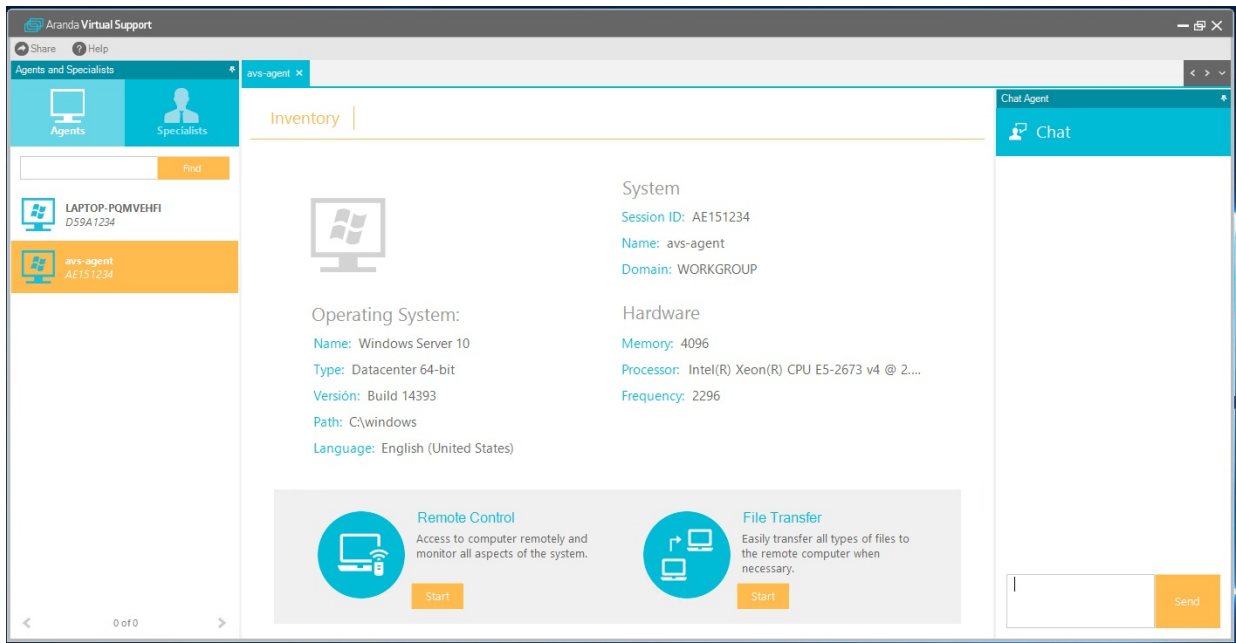 Aranda Virtual Support
Share Help
Agents and Specialists
Agents
Specialists
Find
LAPTOP-PQMVEHFI
D59A1234
avs-agent
AE151234
0 of 0
avs-agent
Inventory
Operating System:
Name: Windows Server 10
Type: Datacenter 64-bit
Versión: Build 14393
Path: C:\windows
Language: English (United States)
System
Session ID: AE151234
Name: avs-agent
Domain: WORKGROUP
Hardware
Memory: 4096
Processor: Intel(R) Xeon(R) CPU E5-2673 v4 @ 2....
Frequency: 2296
Remote Control
Access to computer remotely and
monitor all aspects of the system.
Start
File Transfer
Easily transfer all types of files to
the remote computer when
necessary.
Start
Chat Agent
Chat
Send